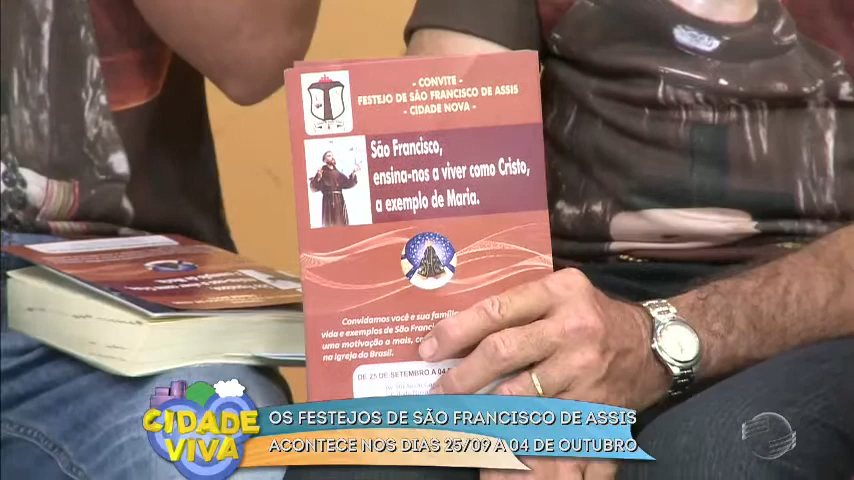 - CONVITE -
FESTEJO DE SÃO FRANCISCO DE ASSIS
- CIDADE NOVA -
São Francisco,
ensina-nos a viver como Cristo,
a exemplo de Maria.
Convidamos você e sua
vida e exemplos de São
uma motivação a mais,
na Igreja do Brasil.
DE 25 DE SETEMBRO A 04 DE
CIDADE
VIVA
OS FESTEJOS DE SÃO FRANCISCO DE ASSIS
ACONTECE NOS DIAS 25/09 A 04 DE OUTUBRO